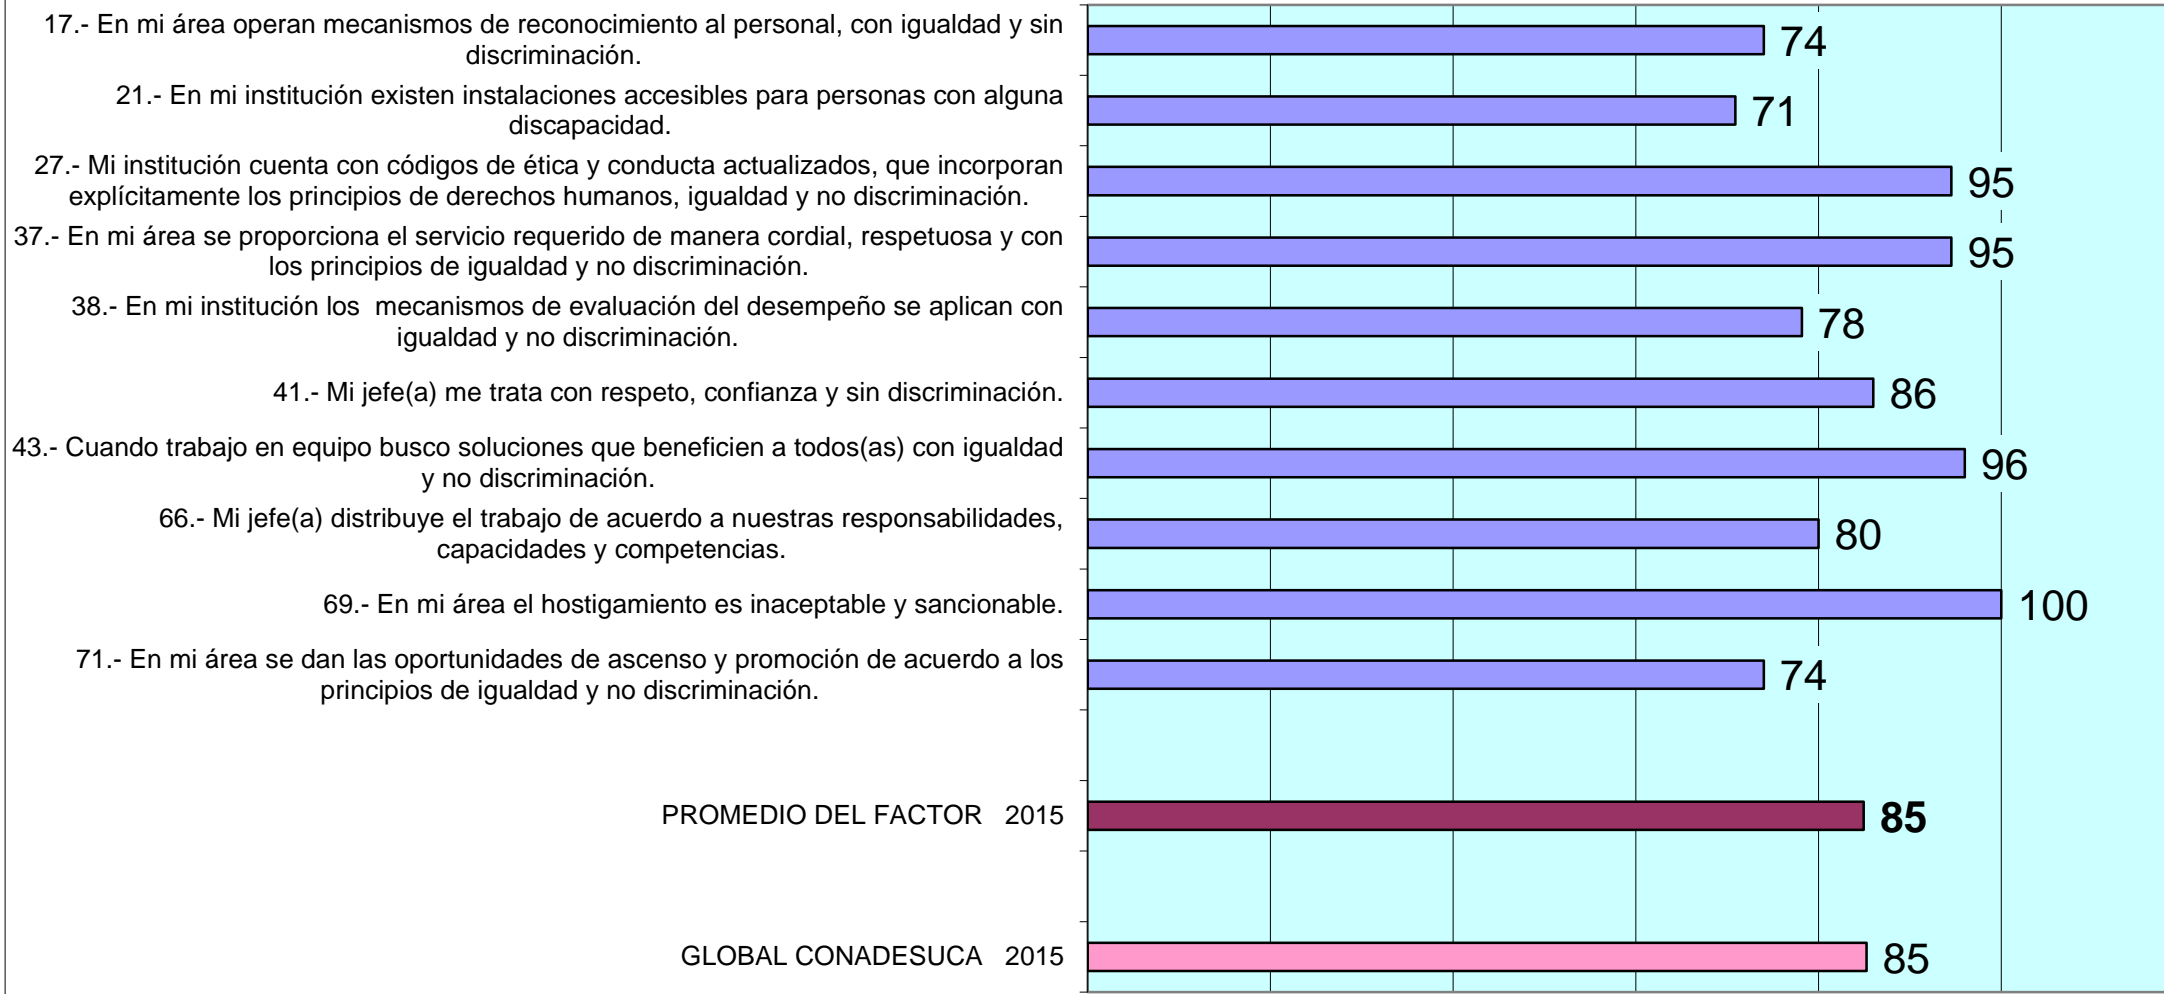 17.- En mi área operan mecanismos de reconocimiento al personal, con igualdad y sin
discriminación.
74
21.- En mi institución existen instalaciones accesibles para personas con alguna
discapacidad.
71
27.- Mi institución cuenta con códigos de ética y conducta actualizados, que incorporan
explícitamente los principios de derechos humanos, igualdad y no discriminación.
95
37.- En mi área se proporciona el servicio requerido de manera cordial, respetuosa y con
los principios de igualdad y no discriminación.
95
38.- En mi institución los  mecanismos de evaluación del desempeño se aplican con
igualdad y no discriminación.
78
41.- Mi jefe(a) me trata con respeto, confianza y sin discriminación.
86
43.- Cuando trabajo en equipo busco soluciones que beneficien a todos(as) con igualdad
y no discriminación.
96
66.- Mi jefe(a) distribuye el trabajo de acuerdo a nuestras responsabilidades,
capacidades y competencias.
80
69.- En mi área el hostigamiento es inaceptable y sancionable.
100
71.- En mi área se dan las oportunidades de ascenso y promoción de acuerdo a los
principios de igualdad y no discriminación.
74
PROMEDIO DEL FACTOR   2015
85
GLOBAL CONADESUCA   2015
85